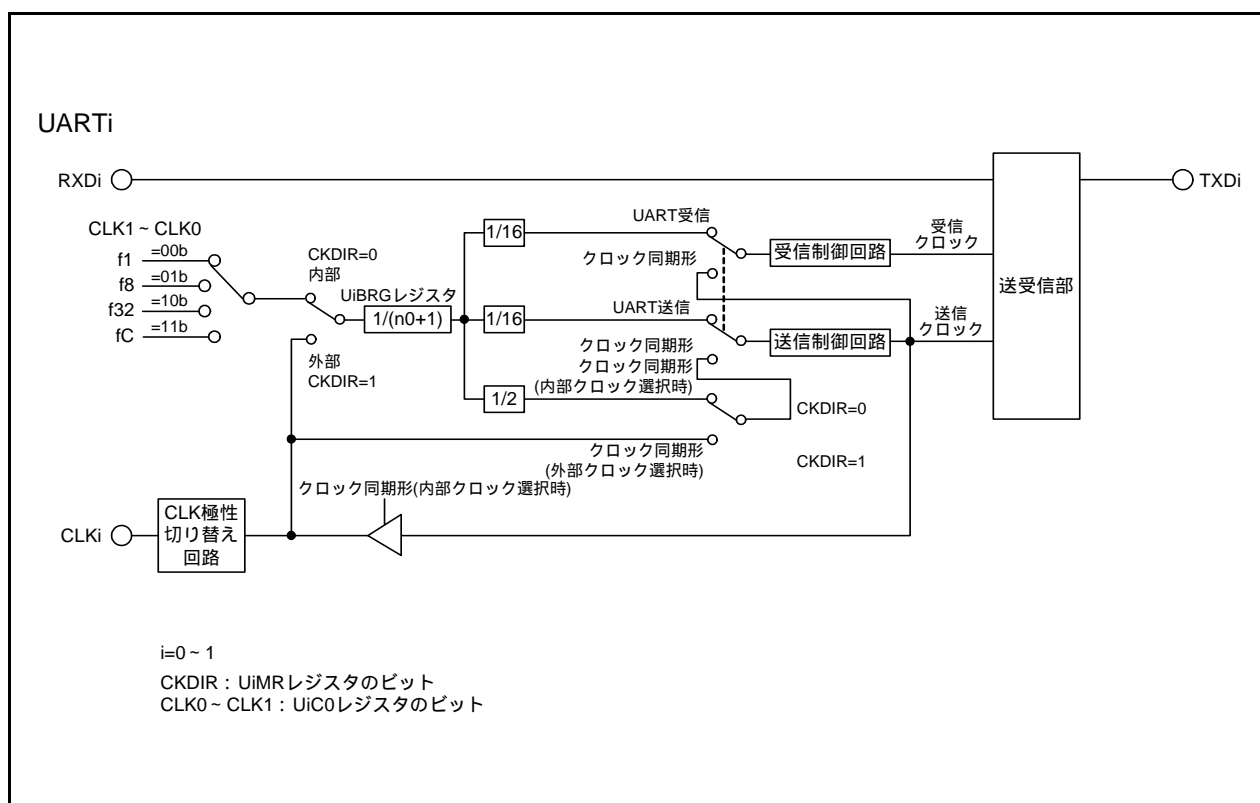 UARTi
RXDi
TXDi
CLK1 ~ CLK0
f1 =00b
f8 =01b
f32 =10b
fC =11b
CKDIR=0
内部
UiBRGレジスタ
1/(n0+1)
外部
CKDIR=1
1/16
UART受信
クロック同期形
受信制御回路
受信
クロック
1/16
UART送信
クロック同期形
送信制御回路
送信
クロック
送受信部
クロック同期形
(内部クロック選択時)
1/2
CKDIR=0
クロック同期形
(外部クロック選択時)
CKDIR=1
クロック同期形(内部クロック選択時)
CLKi
CLK極性
切り替え
回路
i=0 ~ 1
CKDIR : UiMRレジスタのビット
CLK0 ~ CLK1 : UiC0レジスタのビット